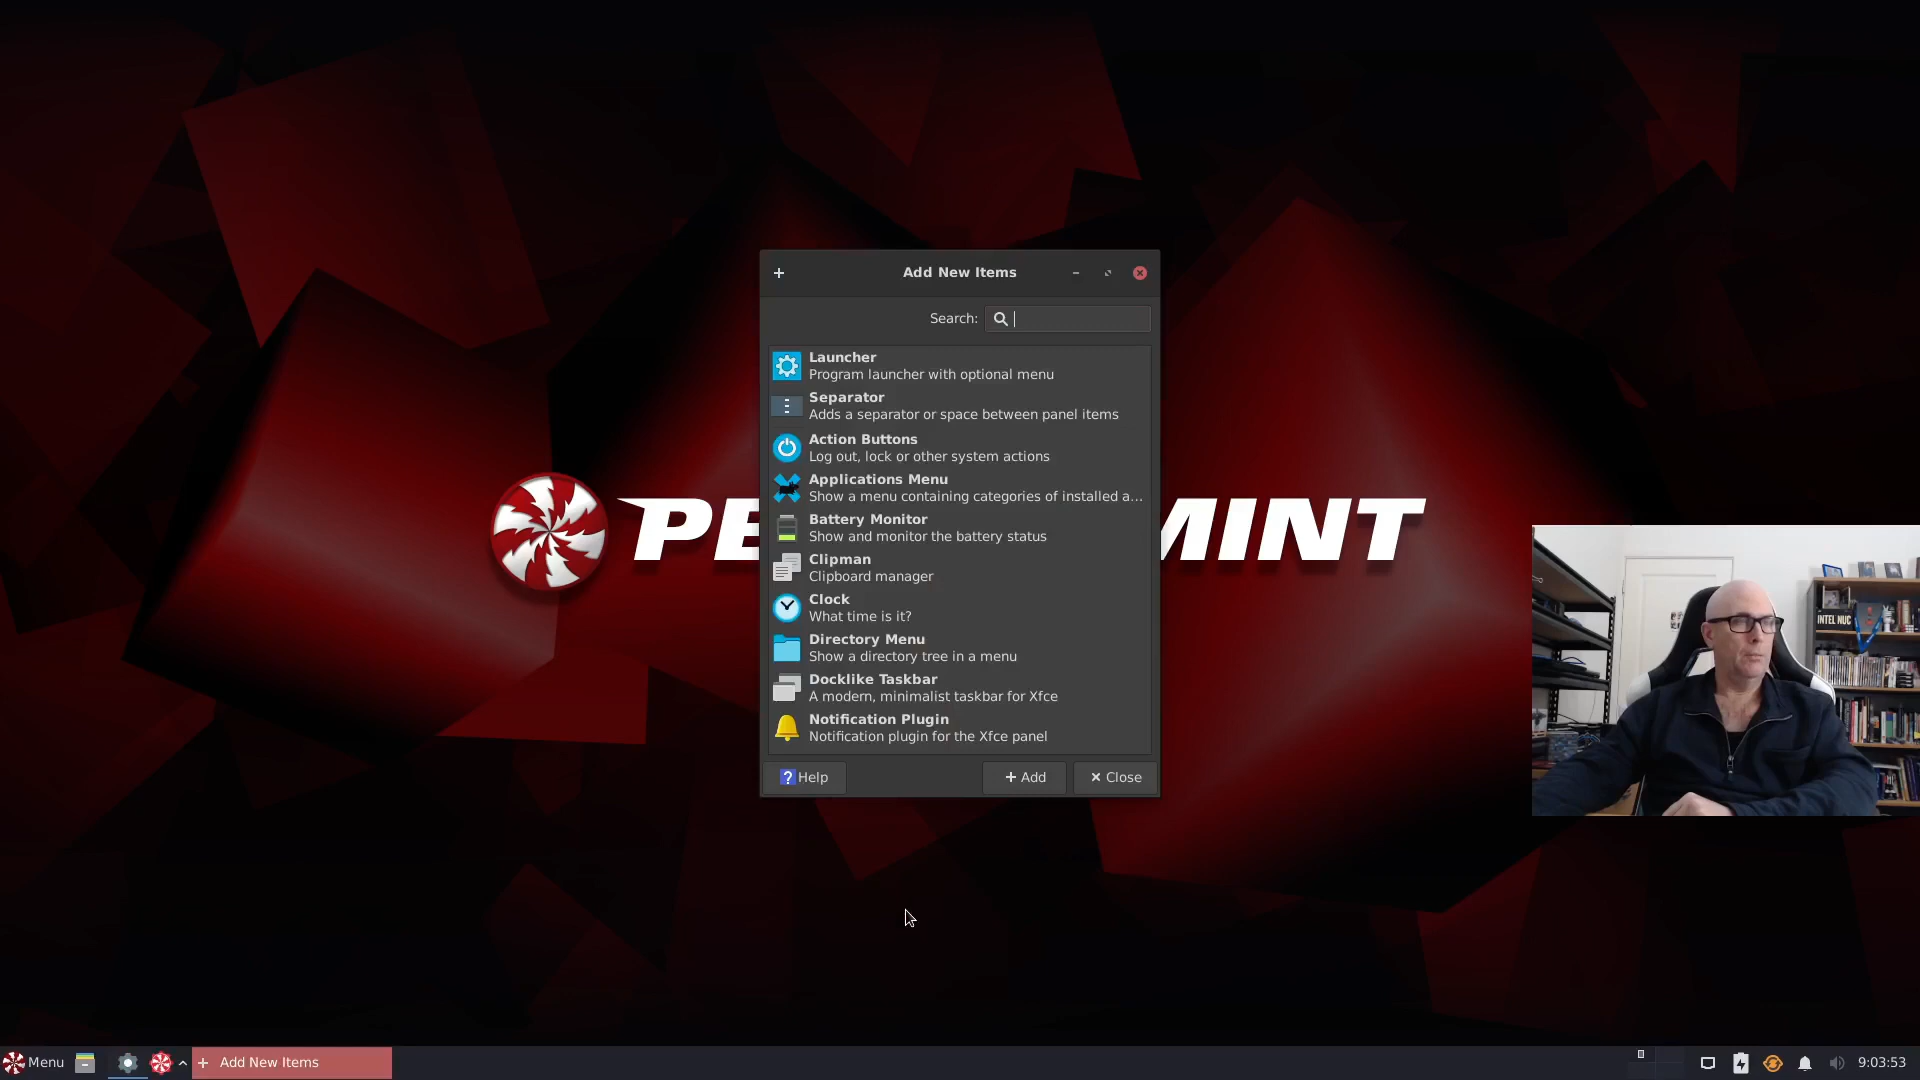 Add New Items
Search:
Launcher
Program launcher with optional menu
Separator
Adds a separator or space between panel items
Action Buttons
Log out, lock or other system actions
Applications Menu
Show a menu containing categories of installed a...
Battery Monitor
Show and monitor the battery status
Clipman
Clipboard manager
Clock
What time is it?
Directory Menu
Show a directory tree in a menu
Docklike Taskbar
A modern, minimalist taskbar for Xfce
Notification Plugin
Notification plugin for the Xfce panel
Help
Add
Close
PE MINT
INTEL NUC
Menu
Add New Items
9:03:53